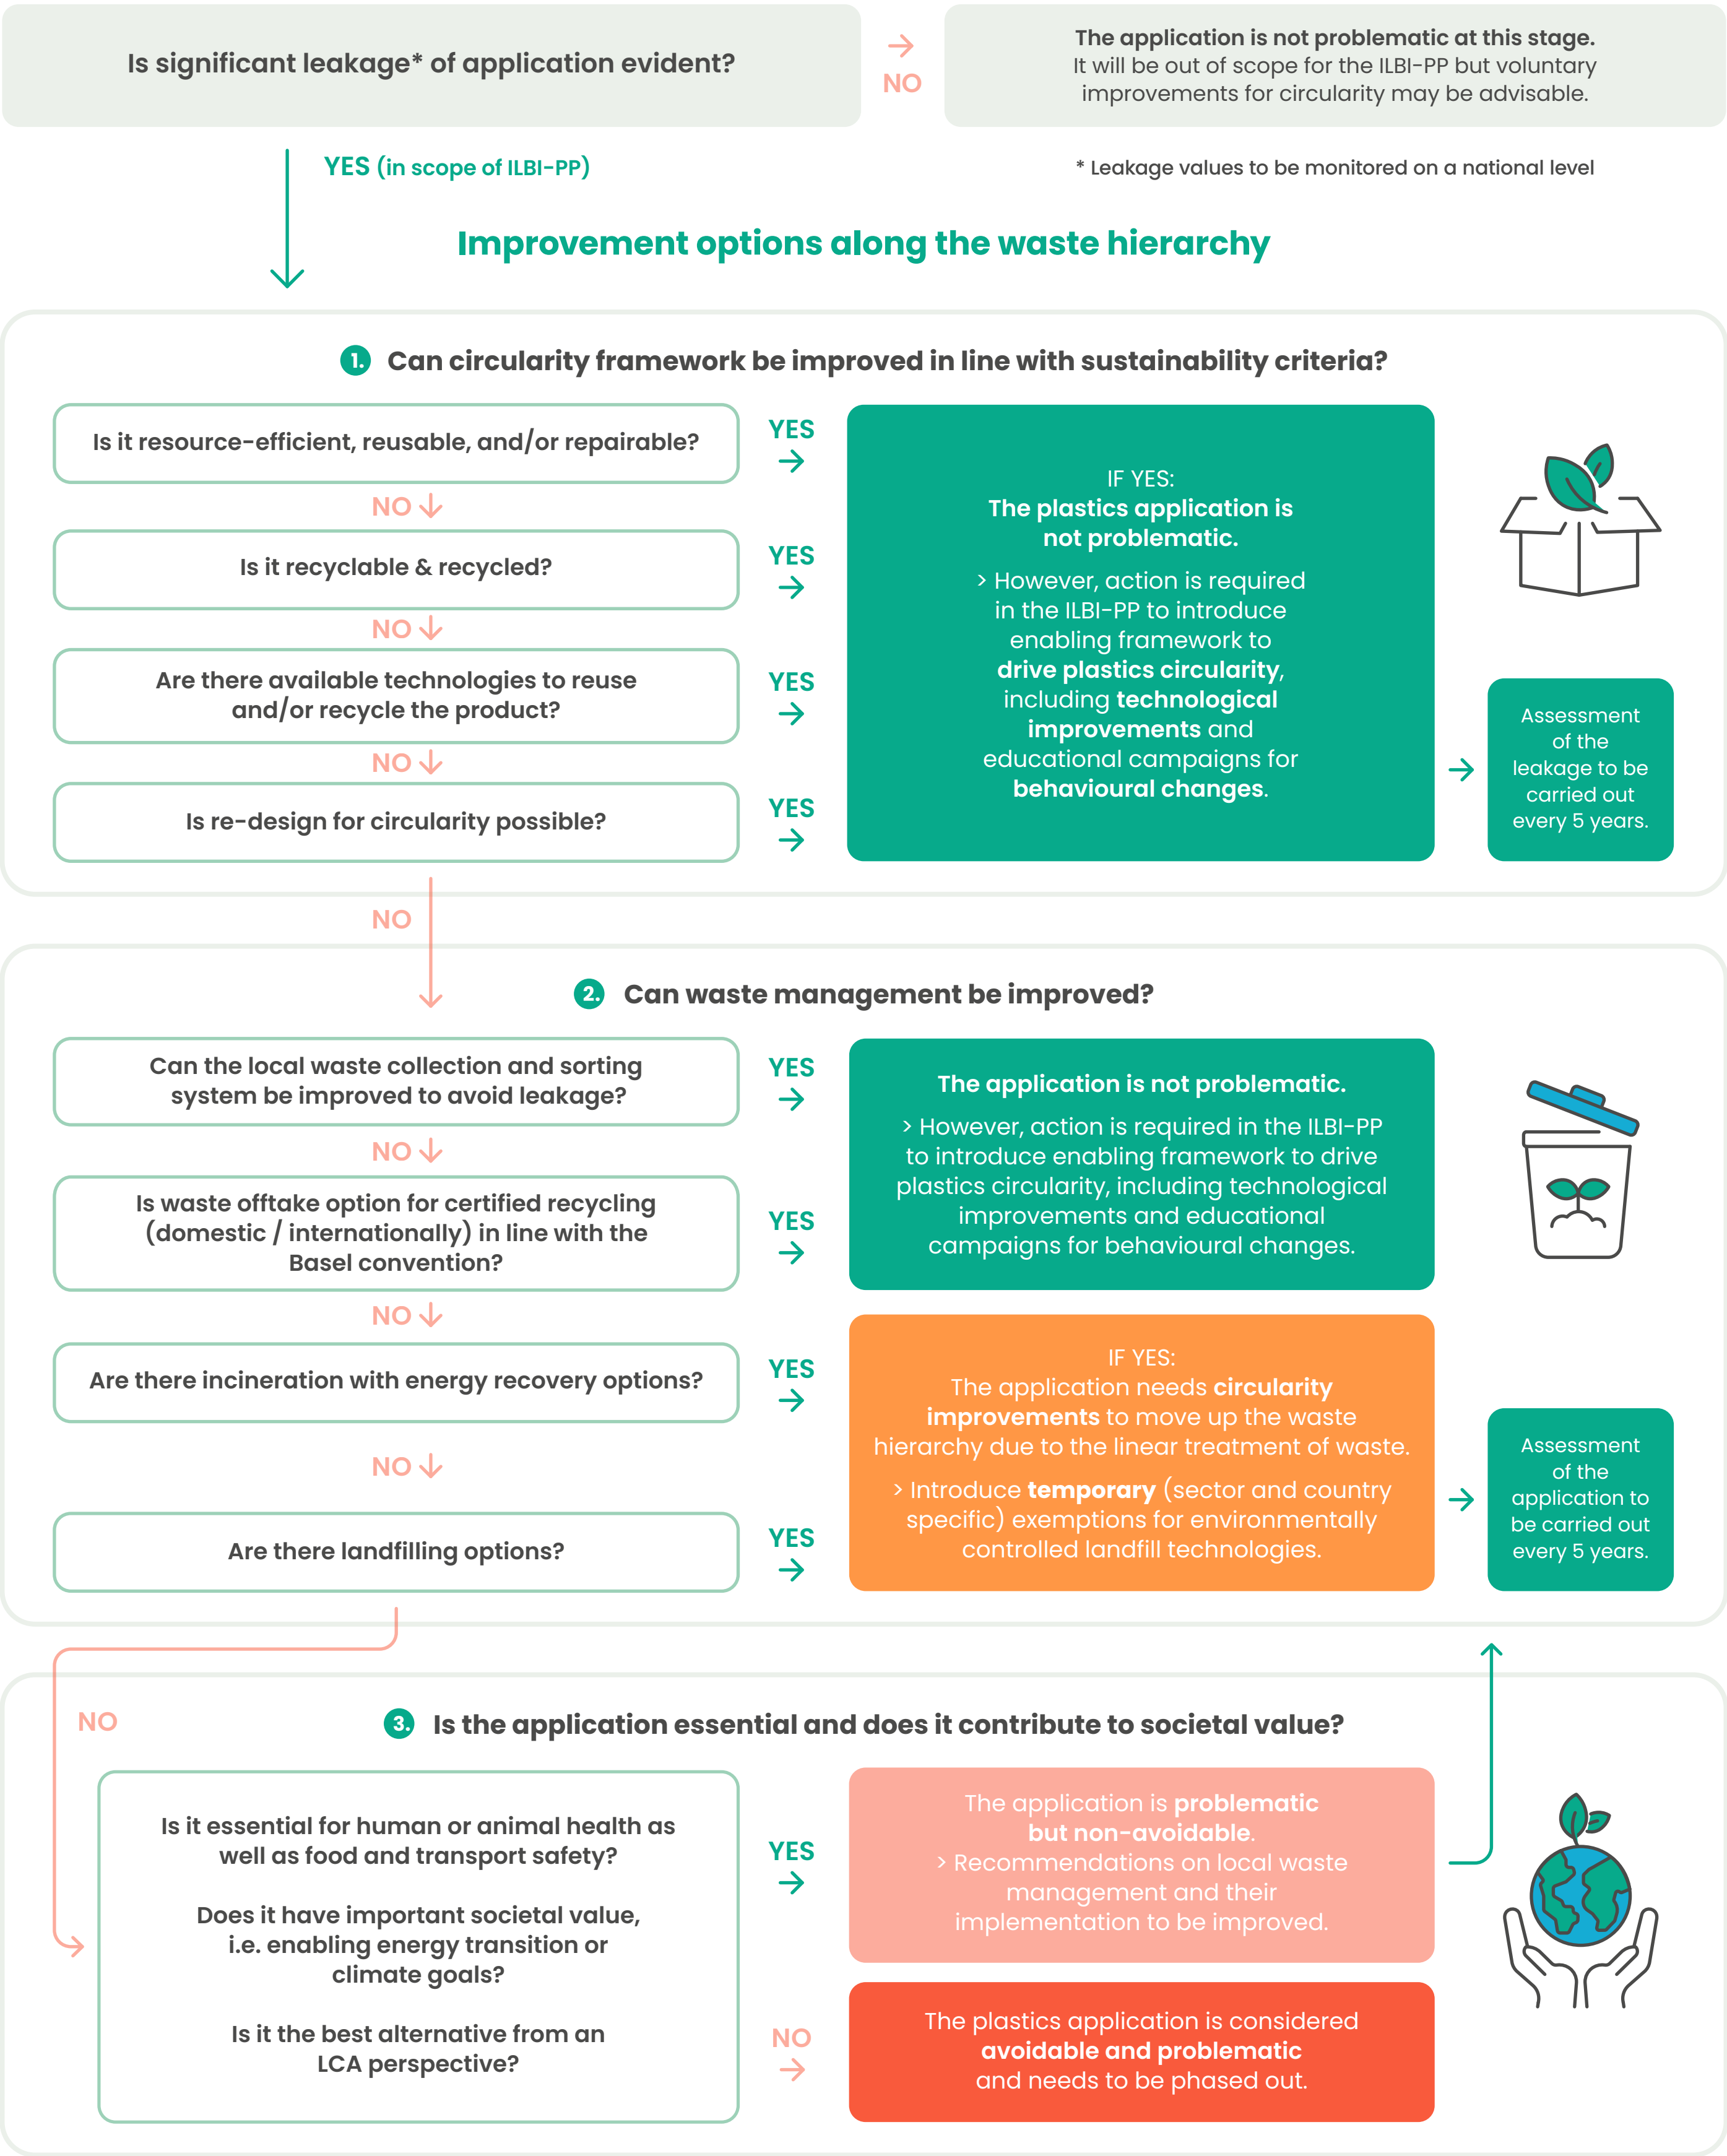 Is significant leakage* of application evident?
→
NO
The application is not problematic at this stage.
It will be out of scope for the ILBI-PP but voluntary
improvements for circularity may be advisable.
YES (in scope of ILBI-PP)
* Leakage values to be monitored on a national level
Improvement options along the waste hierarchy
1. Can circularity framework be improved in line with sustainability criteria?
Is it resource-efficient, reusable, and/or repairable?
YES
→
NO ↓
Is it recyclable & recycled?
YES
→
NO ↓
Are there available technologies to reuse
and/or recycle the product?
YES
→
NO ↓
Is re-design for circularity possible?
YES
→
IF YES:
The plastics application is
not problematic.
> However, action is required
in the ILBI-PP to introduce
enabling framework to
drive plastics circularity,
including technological
improvements and
educational campaigns for
behavioural changes.
→
Assessment
of the
leakage to be
carried out
every 5 years.
NO
2. Can waste management be improved?
Can the local waste collection and sorting
system be improved to avoid leakage?
YES
→
NO ↓
Is waste offtake option for certified recycling
(domestic / internationally) in line with the
Basel convention?
YES
→
The application is not problematic.
> However, action is required in the ILBI-PP
to introduce enabling framework to drive
plastics circularity, including technological
improvements and educational
campaigns for behavioural changes.
NO ↓
Are there incineration with energy recovery options?
YES
→
NO ↓
Are there landfilling options?
YES
→
IF YES:
The application needs circularity
improvements to move up the waste
hierarchy due to the linear treatment of waste.
> Introduce temporary (sector and country
specific) exemptions for environmentally
controlled landfill technologies.
→
Assessment
of the
application to
be carried out
every 5 years.
NO
3. Is the application essential and does it contribute to societal value?
Is it essential for human or animal health as
well as food and transport safety?
Does it have important societal value,
i.e. enabling energy transition or
climate goals?
Is it the best alternative from an
LCA perspective?
YES
→
The application is problematic
but non-avoidable.
> Recommendations on local waste
management and their
implementation to be improved.
NO
→
The plastics application is considered
avoidable and problematic
and needs to be phased out.